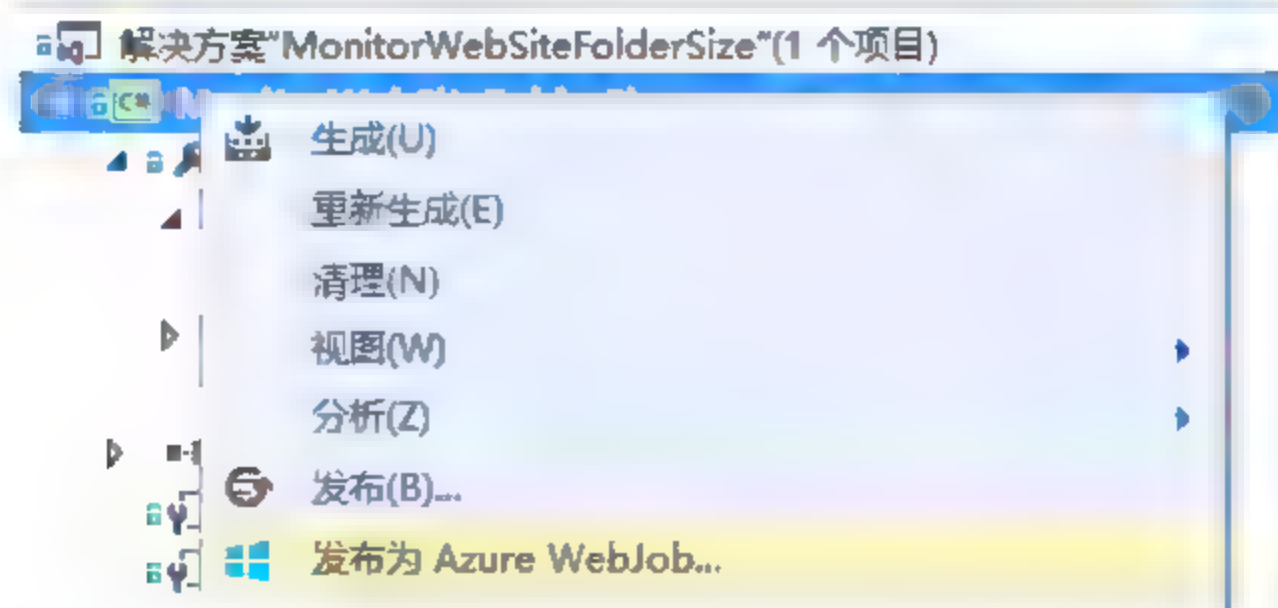 解决方案"MonitorWebSiteFolderSize"(1 个项目)
C#
生成(U)
重新生成(E)
清理(N)
视图(W)
分析(Z)
发布(B)...
发布为 Azure WebJob...